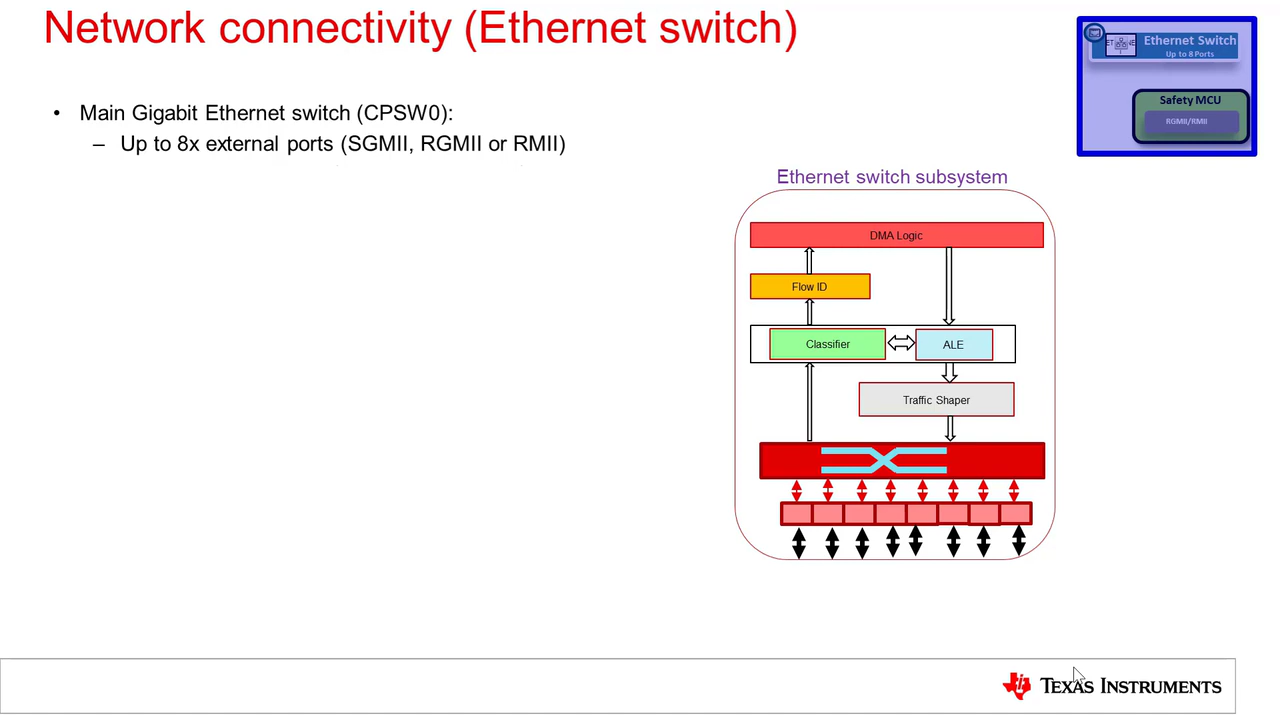 Network connectivity (Ethernet switch)
• Main Gigabit Ethernet switch (CPSW0):
– Up to 8x external ports (SGMII, RGMII or RMII)
Ethernet Switch
Up to 8 Ports
Safety MCU
RGMII/RMII
Ethernet switch subsystem
DMA Logic
Flow ID
Classifier
ALE
Traffic Shaper
TEXAS INSTRUMENTS